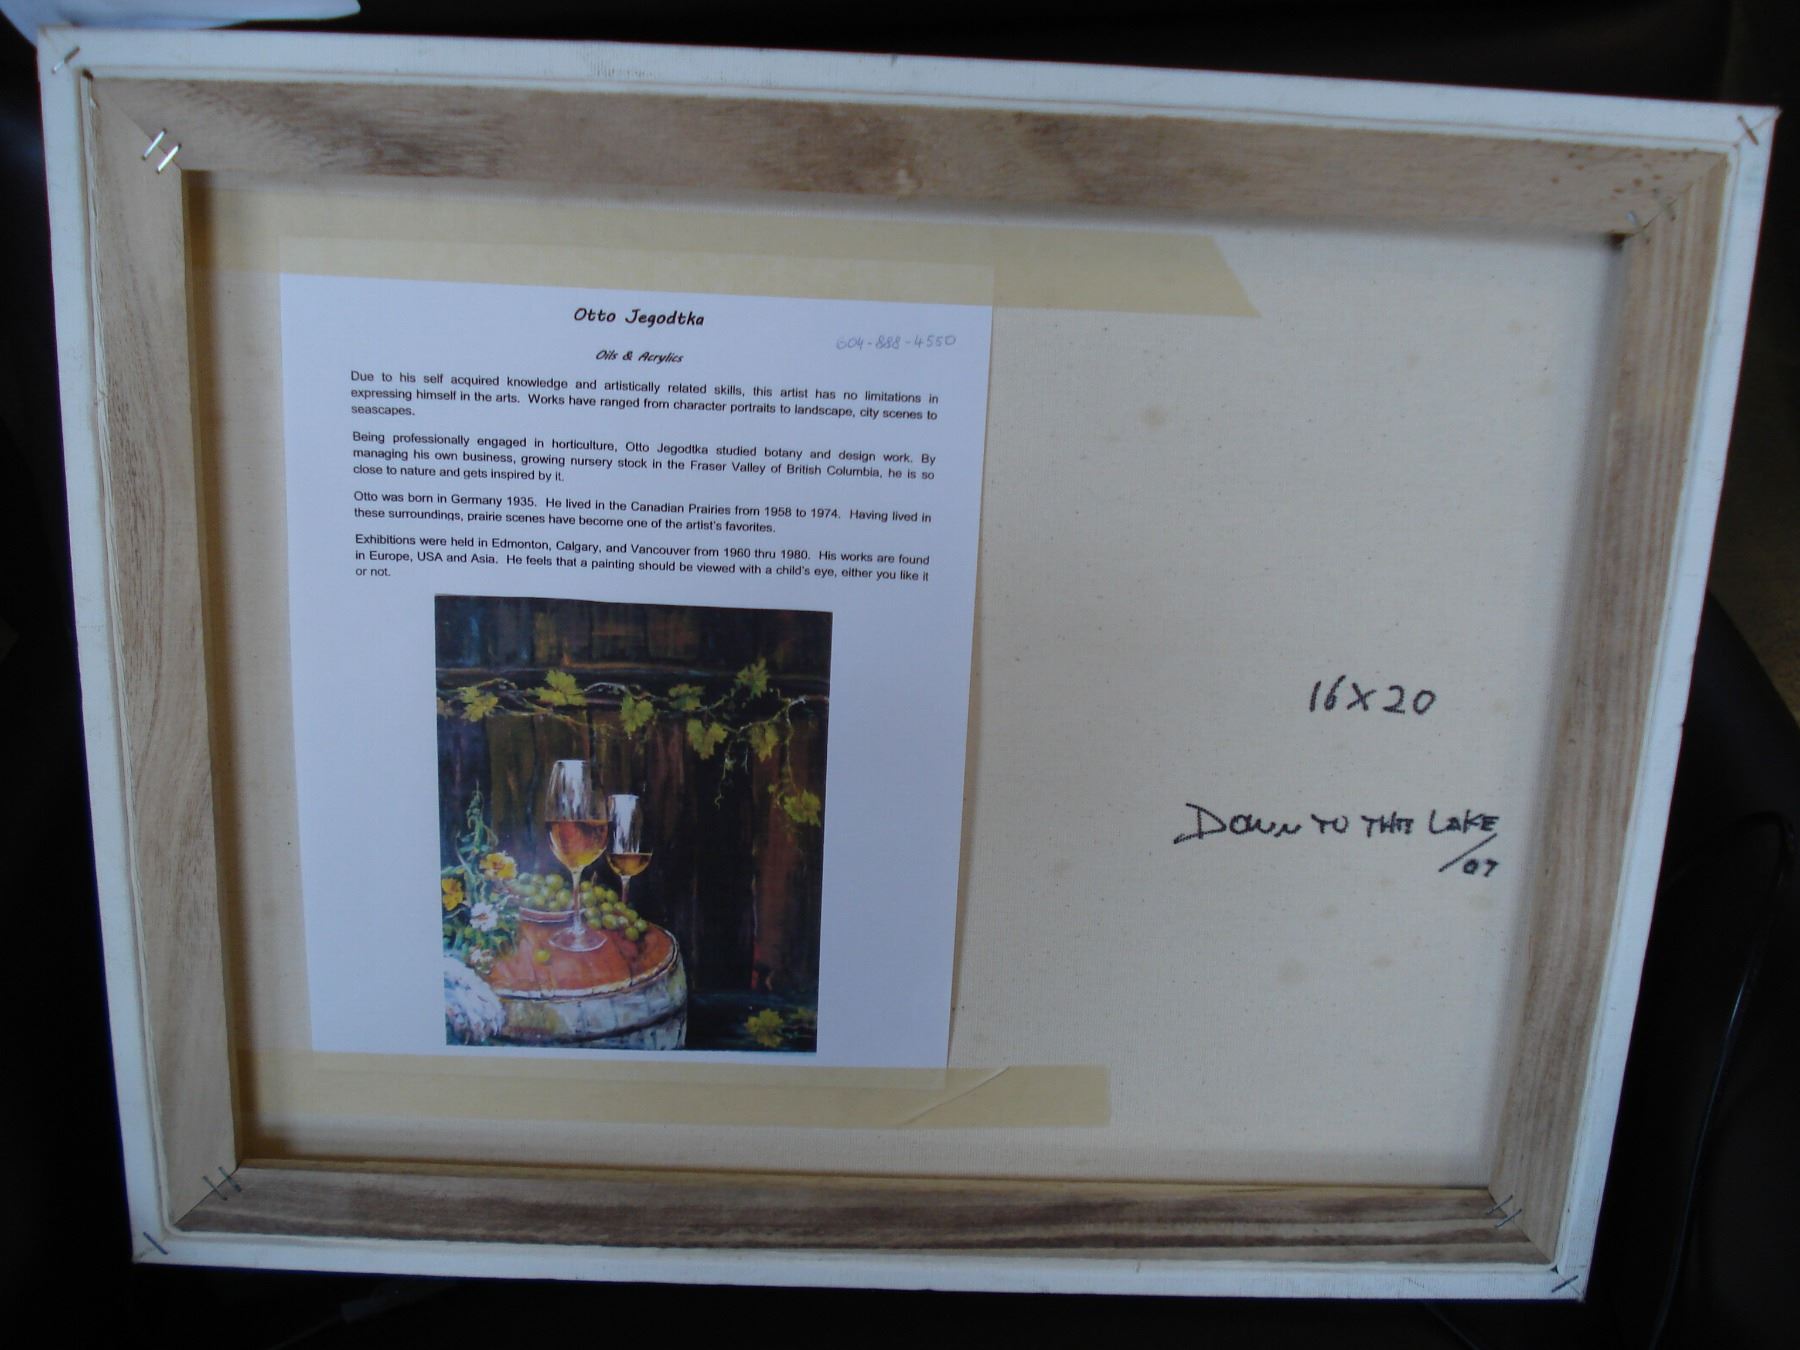 Otto Jegodtka
604-888-4550
Oils & Acrylics
Due to his self acquired knowledge and artistically related skills, this artist has no limitations in
expressing himself in the arts. Works have ranged from character portraits to landscape, city scenes to
seascapes.
Being professionally engaged in horticulture, Otto Jegodtka studied botany and design work. By
managing his own business, growing nursery stock in the Fraser Valley of British Columbia, he is so
close to nature and gets inspired by it.
Otto was born in Germany 1935. He lived in the Canadian Prairies from 1958 to 1974. Having lived in
these surroundings, prairie scenes have become one of the artist's favorites.
Exhibitions were held in Edmonton, Calgary, and Vancouver from 1960 thru 1980. His works are found
in Europe, USA and Asia. He feels that a painting should be viewed with a child's eye, either you like it
or not.
16X20
DOWN TO THE LAKE
/07